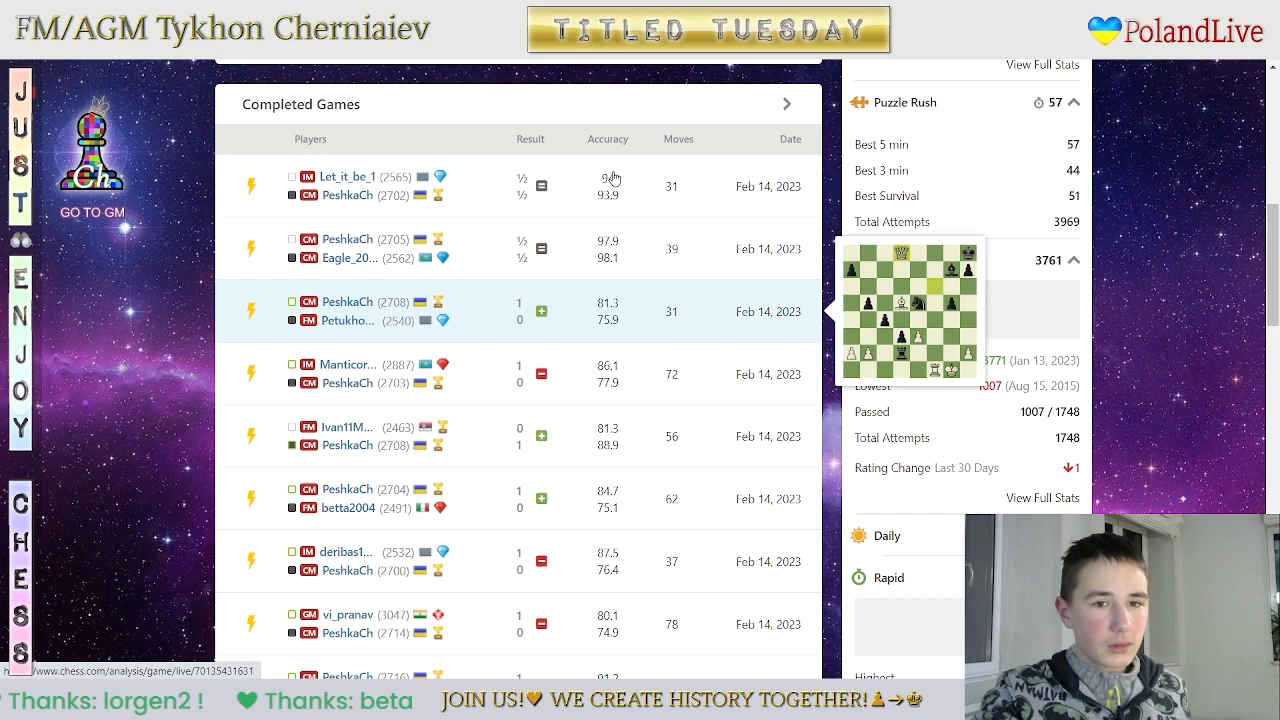 FM/AGM Tykhon Cherniaiev
TITLED TUESDAY
PolandLive
JUST
ENJOY
CHESS
Ch
GO TO GM
View Full Stats
Completed Games
Players Result Accuracy Moves Date
IM Let_it_be_1 (2565) ½
CM PeshkaCh (2702) ½ 93.9
31 Feb 14, 2023
CM PeshkaCh (2705) ½ 97.9
CM Eagle_20... (2562) ½ 98.1
39 Feb 14, 2023
CM PeshkaCh (2708) 1 81.3
FM Petukho... (2540) 0 75.9
31 Feb 14, 2023
IM Manticor... (2887) 1 86.1
CM PeshkaCh (2703) 0 77.9
72 Feb 14, 2023
FM Ivan11M... (2463) 0 81.3
CM PeshkaCh (2708) 1 88.9
56 Feb 14, 2023
CM PeshkaCh (2704) 1 84.7
FM betta2004 (2491) 0 75.1
62 Feb 14, 2023
IM deribas1... (2532) 1 87.5
CM PeshkaCh (2700) 0 76.4
37 Feb 14, 2023
GM vi_pranav (3047) 1 80.1
CM PeshkaCh (2714) 0 74.9
78 Feb 14, 2023
Puzzle Rush 57
Best 5 min 57
Best 3 min 44
Best Survival 51
Total Attempts 3969
3761
(Jan 13, 2023)
(Aug 15, 2015)
Passed 1007 / 1748
Total Attempts 1748
Rating Change Last 30 Days 1
View Full Stats
Daily
Rapid
BATMAN
www.chess.com/analysis/game/live/70135431631
Thanks: lorgen2 ! Thanks: beta
JOIN US! WE CREATE HISTORY TOGETHER!